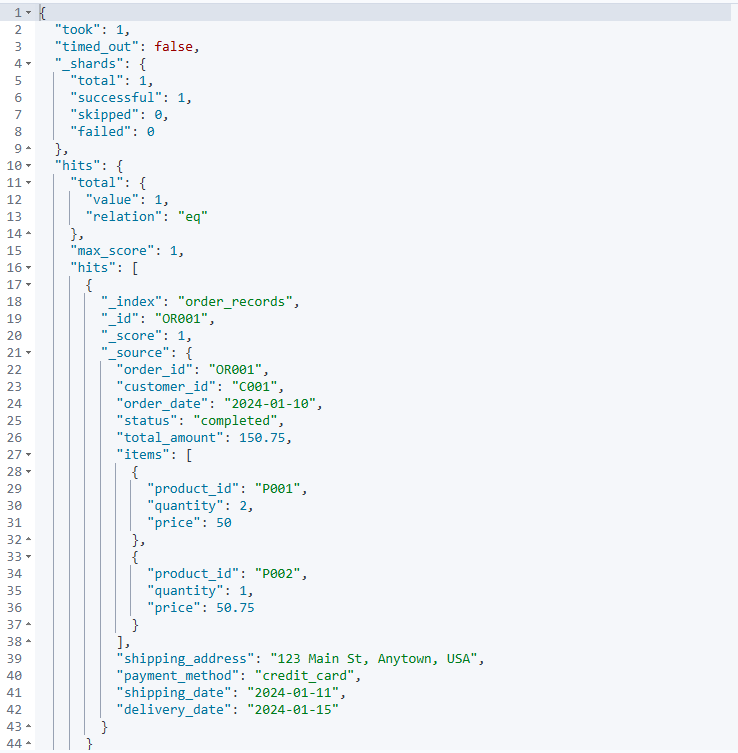 1 {
2 "took": 1,
3 "timed_out": false,
4 "_shards": {
5 "total": 1,
6 "successful": 1,
7 "skipped": 0,
8 "failed": 0
9 },
10 "hits": {
11 "total": {
12 "value": 1,
13 "relation": "eq"
14 },
15 "max_score": 1,
16 "hits": [
17 {
18 "_index": "order_records",
19 "_id": "OR001",
20 "_score": 1,
21 "_source": {
22 "order_id": "OR001",
23 "customer_id": "C001",
24 "order_date": "2024-01-10",
25 "status": "completed",
26 "total_amount": 150.75,
27 "items": [
28 {
29 "product_id": "P001",
30 "quantity": 2,
31 "price": 50
32 },
33 {
34 "product_id": "P002",
35 "quantity": 1,
36 "price": 50.75
37 }
38 ],
39 "shipping_address": "123 Main St, Anytown, USA",
40 "payment_method": "credit_card",
41 "shipping_date": "2024-01-11",
42 "delivery_date": "2024-01-15"
43 }
44 }